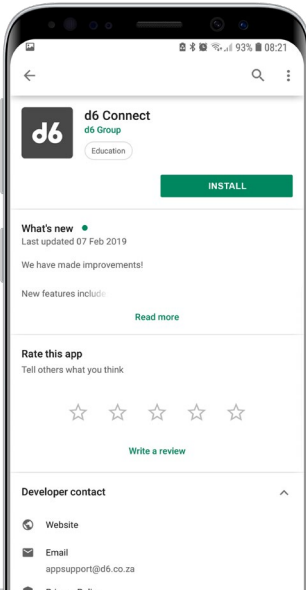 93% 08:21
d6
d6 Connect
d6 Group
Education
INSTALL
What's new
Last updated 07 Feb 2019
We have made improvements!
New features include
Read more
Rate this app
Tell others what you think
Write a review
Developer contact
Website
Email
appsupport@d6.co.za